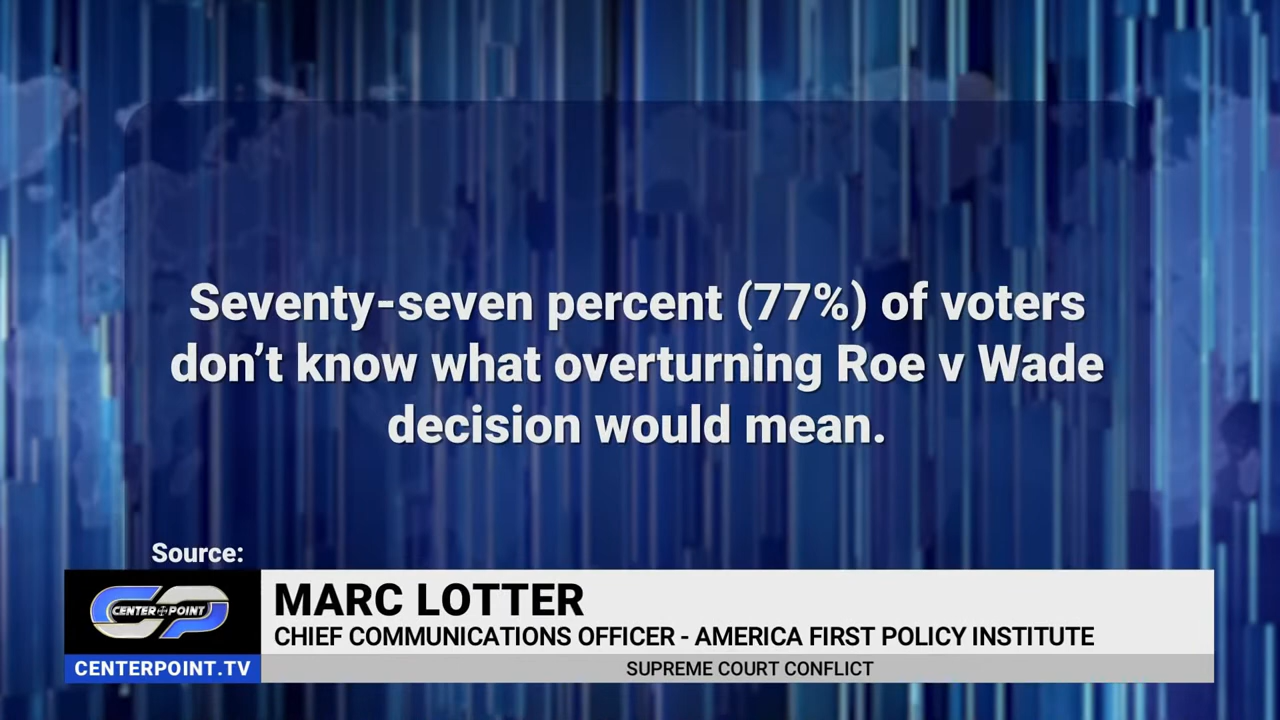 Seventy-seven percent (77%) of voters
don’t know what overturning Roe v Wade
decision would mean.
Source:
CENTER POINT
MARC LOTTER
CHIEF COMMUNICATIONS OFFICER - AMERICA FIRST POLICY INSTITUTE
CENTERPOINT.TV
SUPREME COURT CONFLICT